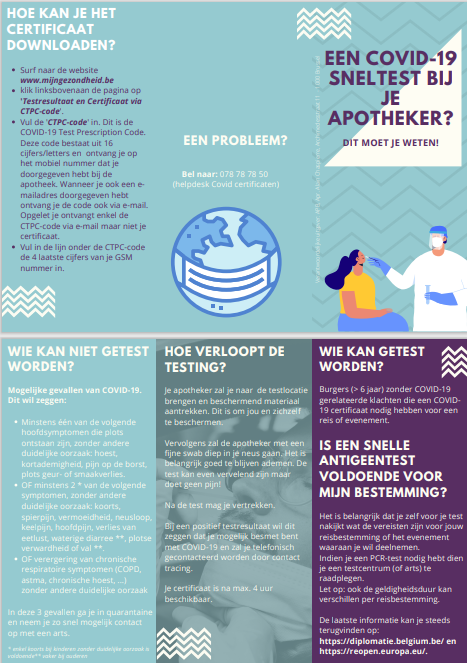 HOE KAN JE HET
CERTIFICAAT
DOWNLOADEN?
Surf naar de website
www.mijngezondheid.be
klik linksbovenaan de pagina op
'Testresultaat en Certificaat via
CTPC-code'.
Vul de 'CTPC-code' in. Dit is de
COVID-19 Test Prescription Code.
Deze code bestaat uit 16
cijfers/letters en ontvang je op
het mobiel nummer dat je
doorgegeven hebt bij de
apotheek. Wanneer je ook een e-
mailadres doorgegeven hebt
ontvang je de code ook via e-mail.
Opgelet je ontvangt enkel de
CTPC-code via e-maar niet je
certificaat.
Vul in de lijn onder de CTPC-code
de 4 laatste cijfers van je GSM
nummer in.
EEN PROBLEEM?
Bel naar: 078 78 78 50
(helpdesk Covid certificaten)
EEN COVID-19
SNELTEST BIJ
JE
APOTHEKER?
DIT MOET JE WETEN!
WIE KAN NIET GETEST
WORDEN?
Mogelijke gevallen van COVID-19.
Dit wil zeggen:
Minstens één van de volgende
hoofdsymptomen die plots
ontstaan zijn, zonder andere
duidelijke oorzaak: hoest,
kortademigheid, pijn op de borst,
plots geur- of smaakverlies.
OF minstens 2 * van de volgende
symptomen, zonder andere
duidelijke oorzaak: koorts,
spierpijn, vermoeidheid, neusloop,
keelpijn, hoofdpijn, verlies van
eetlust, waterige diarree **, plotse
verwardheid of val **.
OF verergering van chronische
respiratoire symptomen (COPD,
astma, chronische hoest, ...)
zonder andere duidelijke oorzaak
In deze 3 gevallen ga je in quarantaine
en neem je zo snel mogelijk contact
op met een arts.
* enkel koorts bij kinderen zonder duidelijke oorzaak is
voldoende** vaker bij ouderen
HOE VERLOOPT DE
TESTING?
Je apotheker zal je naar de testlocatie
brengen en beschermend materiaal
aantrekken. Dit is om jou en zichzelf
te beschermen.
Vervolgens zal de apotheker met een
fijne swab diep in je neus gaan. Het is
belangrijk goed te blijven ademen. De
test kan even vervelend zijn maar
doet geen pijn!
Na de test mag je vertrekken.
Bij een positief testresultaat wil dit
zeggen dat je mogelijk besmet bent
met COVID-19 en zal je telefonisch
gecontacteerd worden door contact
tracing.
Je certificaat is na max. 4 uur
beschikbaar.
WIE KAN GETEST
WORDEN?
Burgers (> 6 jaar) zonder COVID-19
gerelateerde klachten die een COVID-
19 certificaat nodig hebben voor een
reis of evenement.
IS EEN SNELLE
ANTIGEENTEST
VOLDOENDE VOOR
MIJN BESTEMMING?
Het is belangrijk dat je zelf voor je test
nakijkt wat de vereisten zijn voor jouw
reisbestemming of het evenement
waaraan je wil deelnemen.
Indien je een PCR-test nodig hebt dien
je een testcentrum (of arts) te
raadplegen.
Let op: ook de geldigheidsduur kan
verschillen per reisbestemming.
De laatste informatie kan je steeds
terugvinden op:
https://diplomatie.belgium.be/ en
https://reopen.europa.eu/.